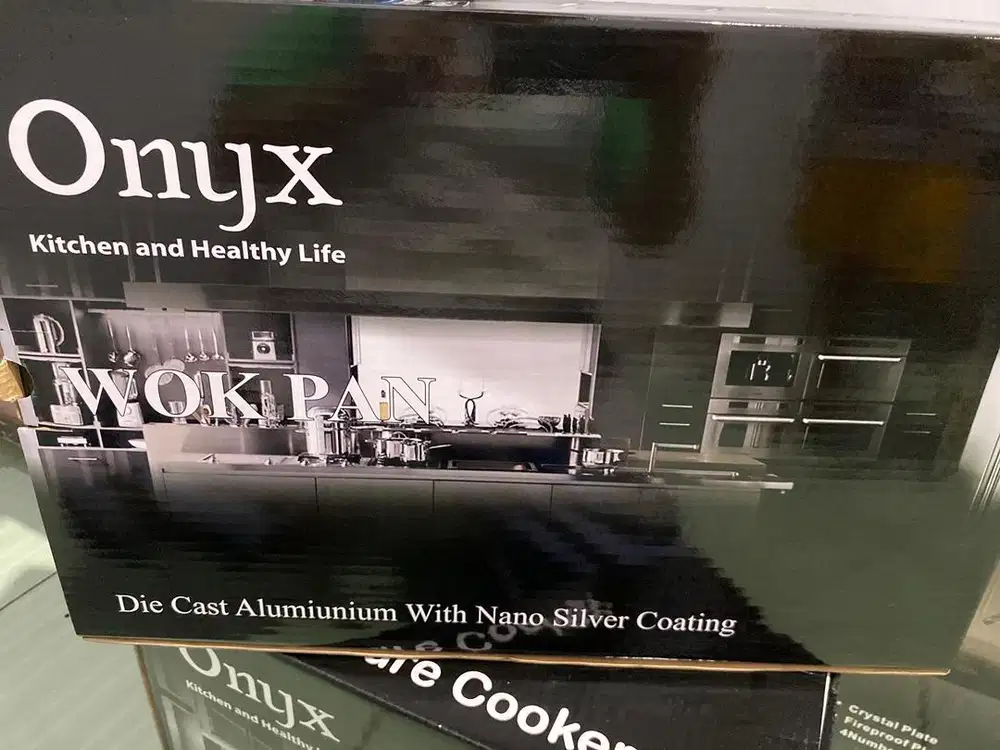 Onyx
Kitchen and Healthy Life
WOK PAN
Die Cast Alumiunium With Nano Silver Coating
Onyx
Kitchen and Healthy
Cooker
Crystal Plate
Fireproof